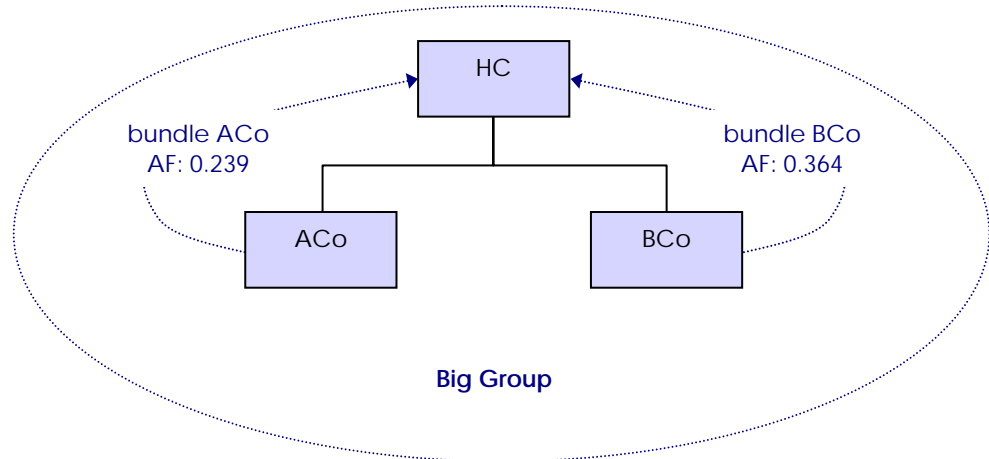 HC
bundle ACo
AF: 0.239
bundle BCo
AF: 0.364
ACo
BCo
Big Group